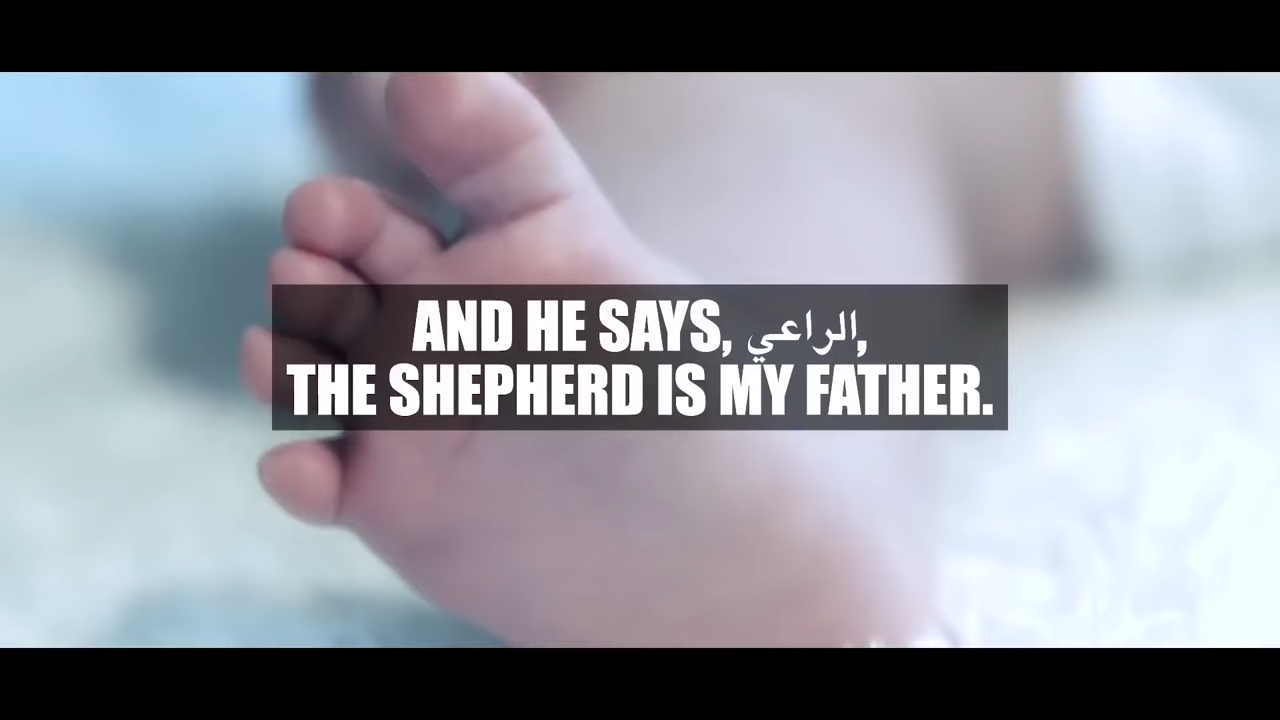 AND HE SAYS, الراعي,
THE SHEPHERD IS MY FATHER.